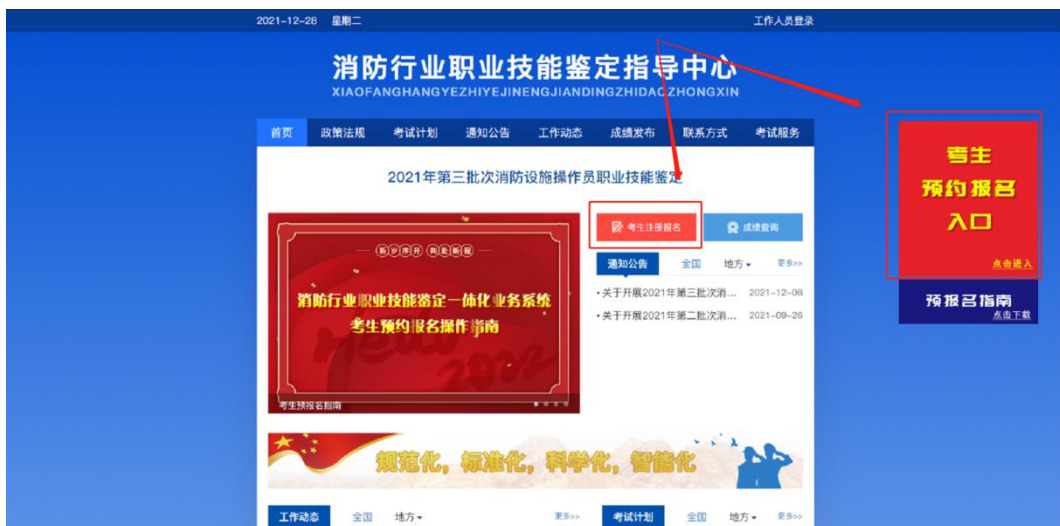 2021-12-28 星期二
工作人员登录
消防行业职业技能鉴定指导中心
XIAOFANGHANGYEZHIYEJINENGJIANDINGZHIDAOZHONGXIN
首页 政策法规 考试计划 通知公告 工作动态 成绩发布 联系方式 考试服务
2021年第三批次消防设施操作员职业技能鉴定
考生注册报名
成绩查询
通知公告 全国 地方 更多>>
·关于开展2021年第三批次消... 2021-12-08
·关于开展2021年第二批次消... 2021-09-26
新岁序开 共赴新程
消防行业职业技能鉴定一体化业务系统
考生预约报名操作指南
Hello
2022
考生预报名指南
规范化，标准化，科学化，智能化
工作动态 全国 地方 更多>>
考试计划 全国 地方 更多>>
考生
预约报名
入口
点击进入
预报名指南
点击下载